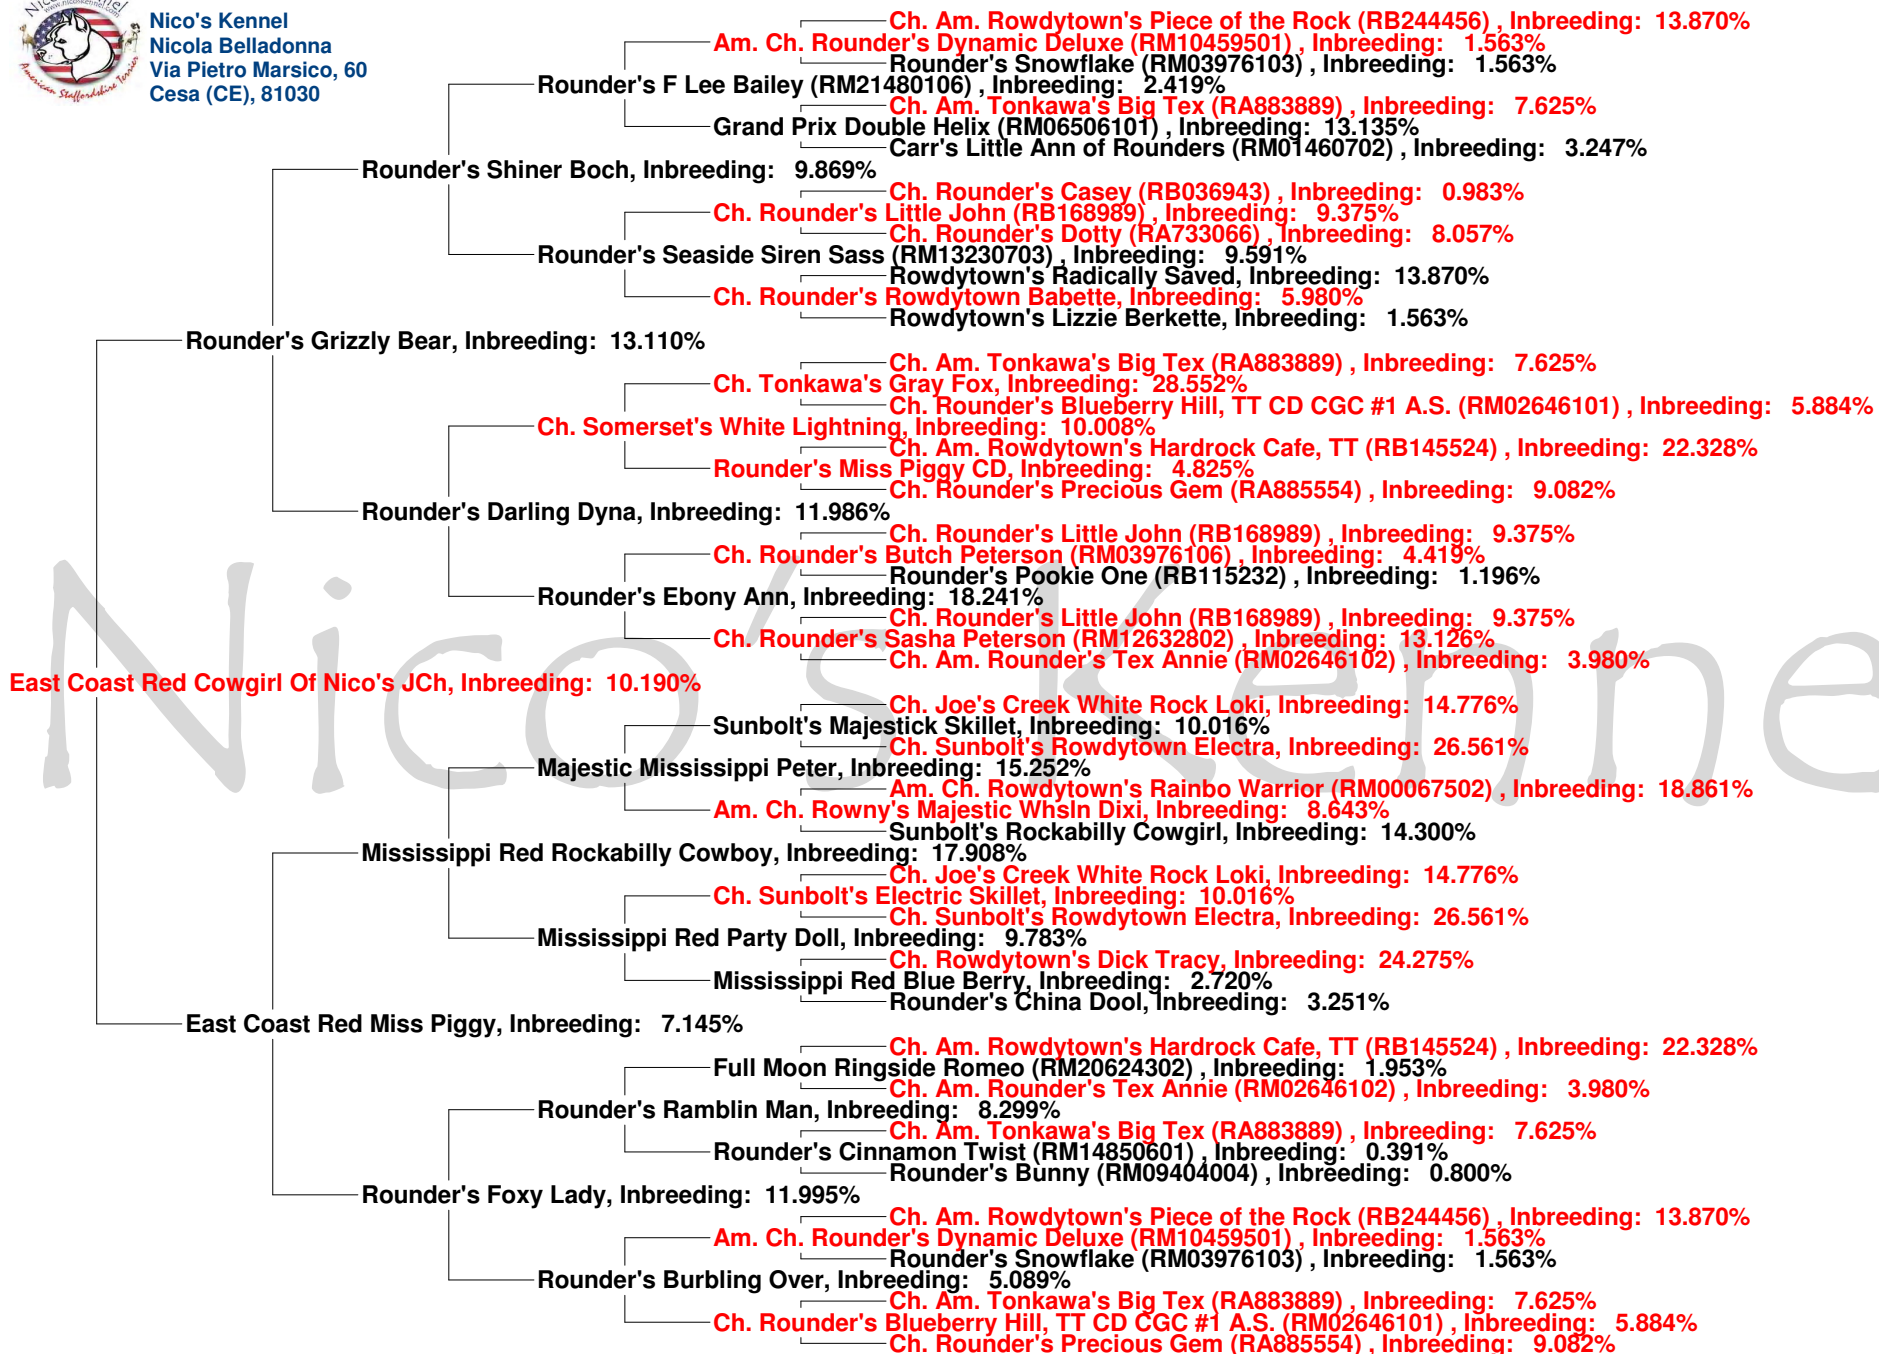 www.nicoskennel.com
American Staffordshire Terrier
Nico's Kennel
Nicola Belladonna
Via Pietro Marsico, 60
Cesa (CE), 81030
Ch. Am. Rowdytown's Piece of the Rock (RB244456) , Inbreeding: 13.870%
Am. Ch. Rounder's Dynamic Deluxe (RM10459501) , Inbreeding: 1.563%
Rounder's Snowflake (RM03976103) , Inbreeding: 1.563%
Rounder's F Lee Bailey (RM21480106) , Inbreeding: 2.419%
Ch. Am. Tonkawa's Big Tex (RA883889) , Inbreeding: 7.625%
Grand Prix Double Helix (RM06506101) , Inbreeding: 13.135%
Carr's Little Ann of Rounders (RM01460702) , Inbreeding: 3.247%
Rounder's Shiner Boch, Inbreeding: 9.869%
Ch. Rounder's Casey (RB036943) , Inbreeding: 0.983%
Ch. Rounder's Little John (RB168989) , Inbreeding: 9.375%
Ch. Rounder's Dotty (RA733066) , Inbreeding: 8.057%
Rounder's Seaside Siren Sass (RM13230703) , Inbreeding: 9.591%
Rowdytown's Radically Saved, Inbreeding: 13.870%
Ch. Rounder's Rowdytown Babette, Inbreeding: 5.980%
Rowdytown's Lizzie Berkette, Inbreeding: 1.563%
Rounder's Grizzly Bear, Inbreeding: 13.110%
Ch. Am. Tonkawa's Big Tex (RA883889) , Inbreeding: 7.625%
Ch. Tonkawa's Gray Fox, Inbreeding: 28.552%
Ch. Rounder's Blueberry Hill, TT CD CGC #1 A.S. (RM02646101) , Inbreeding: 5.884%
Ch. Somerset's White Lightning, Inbreeding: 10.008%
Ch. Am. Rowdytown's Hardrock Cafe, TT (RB145524) , Inbreeding: 22.328%
Rounder's Miss Piggy CD, Inbreeding: 4.825%
Ch. Rounder's Precious Gem (RA885554) , Inbreeding: 9.082%
Rounder's Darling Dyna, Inbreeding: 11.986%
Ch. Rounder's Little John (RB168989) , Inbreeding: 9.375%
Ch. Rounder's Butch Peterson (RM03976106) , Inbreeding: 4.419%
Rounder's Pookie One (RB115232) , Inbreeding: 1.196%
Rounder's Ebony Ann, Inbreeding: 18.241%
Ch. Rounder's Little John (RB168989) , Inbreeding: 9.375%
Ch. Rounder's Sasha Peterson (RM12632802) , Inbreeding: 13.126%
Ch. Am. Rounder's Tex Annie (RM02646102) , Inbreeding: 3.980%
Nico's Kenne
East Coast Red Cowgirl Of Nico's JCh, Inbreeding: 10.190%
Ch. Joe's Creek White Rock Loki, Inbreeding: 14.776%
Sunbolt's Majestick Skillet, Inbreeding: 10.016%
Ch. Sunbolt's Rowdytown Electra, Inbreeding: 26.561%
Majestic Mississippi Peter, Inbreeding: 15.252%
Am. Ch. Rowdytown's Rainbo Warrior (RM00067502) , Inbreeding: 18.861%
Am. Ch. Rowny's Majestic Whsln Dixi, Inbreeding: 8.643%
Sunbolt's Rockabilly Cowgirl, Inbreeding: 14.300%
Mississippi Red Rockabilly Cowboy, Inbreeding: 17.908%
Ch. Joe's Creek White Rock Loki, Inbreeding: 14.776%
Ch. Sunbolt's Electric Skillet, Inbreeding: 10.016%
Ch. Sunbolt's Rowdytown Electra, Inbreeding: 26.561%
Mississippi Red Party Doll, Inbreeding: 9.783%
Ch. Rowdytown's Dick Tracy, Inbreeding: 24.275%
Mississippi Red Blue Berry, Inbreeding: 2.720%
Rounder's China Dool, Inbreeding: 3.251%
East Coast Red Miss Piggy, Inbreeding: 7.145%
Ch. Am. Rowdytown's Hardrock Cafe, TT (RB145524) , Inbreeding: 22.328%
Full Moon Ringside Romeo (RM20624302) , Inbreeding: 1.953%
Ch. Am. Rounder's Tex Annie (RM02646102) , Inbreeding: 3.980%
Rounder's Ramblin Man, Inbreeding: 8.299%
Ch. Am. Tonkawa's Big Tex (RA883889) , Inbreeding: 7.625%
Rounder's Cinnamon Twist (RM14850601) , Inbreeding: 0.391%
Rounder's Bunny (RM09404004) , Inbreeding: 0.800%
Rounder's Foxy Lady, Inbreeding: 11.995%
Ch. Am. Rowdytown's Piece of the Rock (RB244456) , Inbreeding: 13.870%
Am. Ch. Rounder's Dynamic Deluxe (RM10459501) , Inbreeding: 1.563%
Rounder's Snowflake (RM03976103) , Inbreeding: 1.563%
Rounder's Burbling Over, Inbreeding: 5.089%
Ch. Am. Tonkawa's Big Tex (RA883889) , Inbreeding: 7.625%
Ch. Rounder's Blueberry Hill, TT CD CGC #1 A.S. (RM02646101) , Inbreeding: 5.884%
Ch. Rounder's Precious Gem (RA885554) , Inbreeding: 9.082%